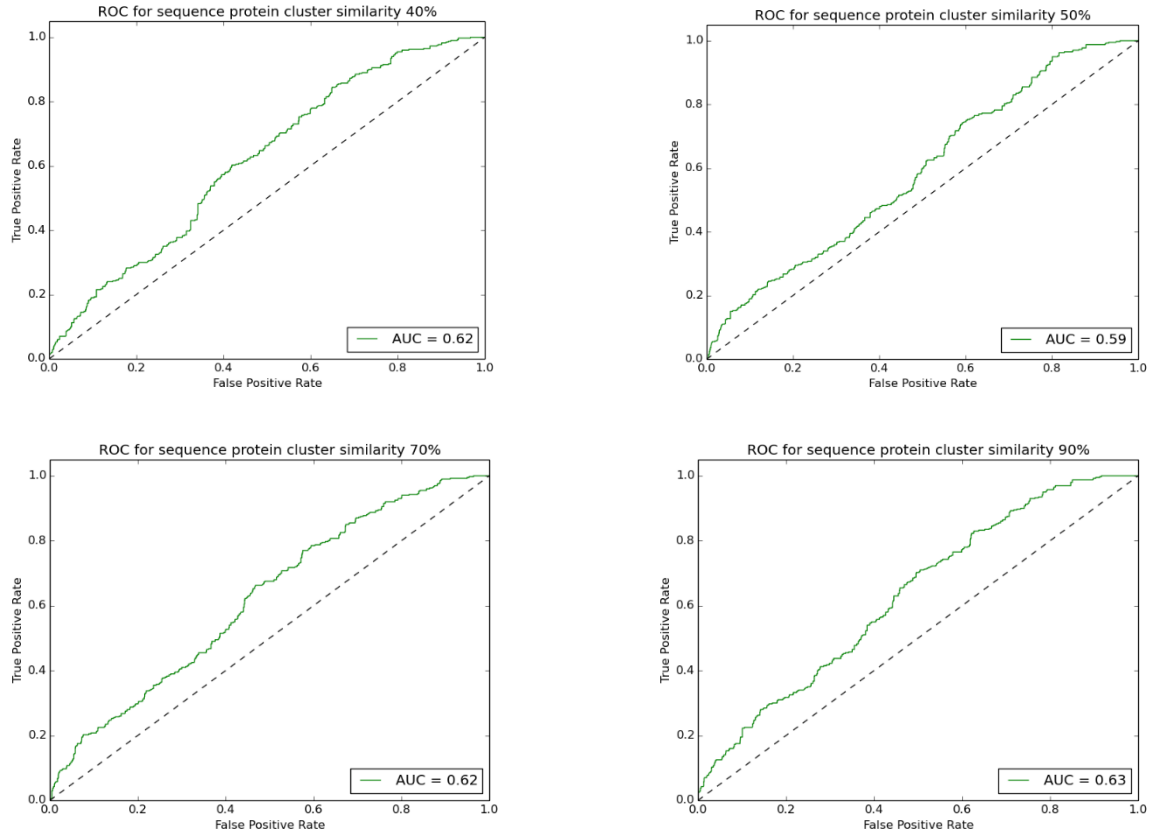 ROC for sequence protein cluster similarity 40%
1.0
0.8
0.6
0.4
0.2
0.0
True Positive Rate
0.0 0.2 0.4 0.6 0.8 1.0
False Positive Rate
AUC = 0.62
ROC for sequence protein cluster similarity 50%
1.0
0.8
0.6
0.4
0.2
0.0
True Positive Rate
0.0 0.2 0.4 0.6 0.8 1.0
False Positive Rate
AUC = 0.59
ROC for sequence protein cluster similarity 70%
1.0
0.8
0.6
0.4
0.2
0.0
True Positive Rate
0.0 0.2 0.4 0.6 0.8 1.0
False Positive Rate
AUC = 0.62
ROC for sequence protein cluster similarity 90%
1.0
0.8
0.6
0.4
0.2
0.0
True Positive Rate
0.0 0.2 0.4 0.6 0.8 1.0
False Positive Rate
AUC = 0.63